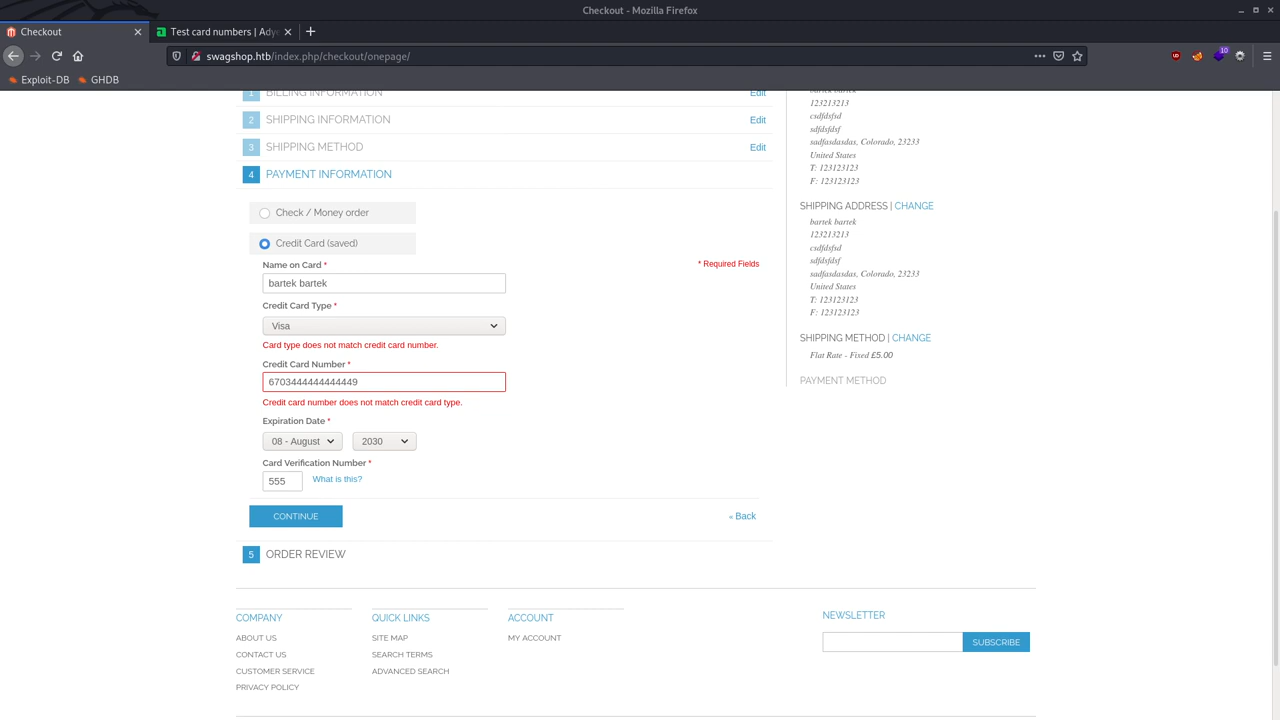 Checkout - Mozilla Firefox
Checkout
Test card numbers | Adye
swagshop.htb/index.php/checkout/onepage/
10
Exploit-DB
GHDB
1 BILLING INFORMATION Edit
2 SHIPPING INFORMATION Edit
3 SHIPPING METHOD Edit
4 PAYMENT INFORMATION
Check / Money order
Credit Card (saved)
Name on Card *
* Required Fields
bartek bartek
Credit Card Type *
Visa
Card type does not match credit card number.
Credit Card Number *
6703444444444449
Credit card number does not match credit card type.
Expiration Date *
08 - August 2030
Card Verification Number *
555 What is this?
CONTINUE
« Back
5 ORDER REVIEW
bartek bartek
123213213
csdfdsfsd
sdfdsfdsf
sadfasdasdas, Colorado, 23233
United States
T: 123123123
F: 123123123
SHIPPING ADDRESS | CHANGE
bartek bartek
123213213
csdfdsfsd
sdfdsfdsf
sadfasdasdas, Colorado, 23233
United States
T: 123123123
F: 123123123
SHIPPING METHOD | CHANGE
Flat Rate - Fixed £5.00
PAYMENT METHOD
COMPANY
ABOUT US
CONTACT US
CUSTOMER SERVICE
PRIVACY POLICY
QUICK LINKS
SITE MAP
SEARCH TERMS
ADVANCED SEARCH
ACCOUNT
MY ACCOUNT
NEWSLETTER
SUBSCRIBE